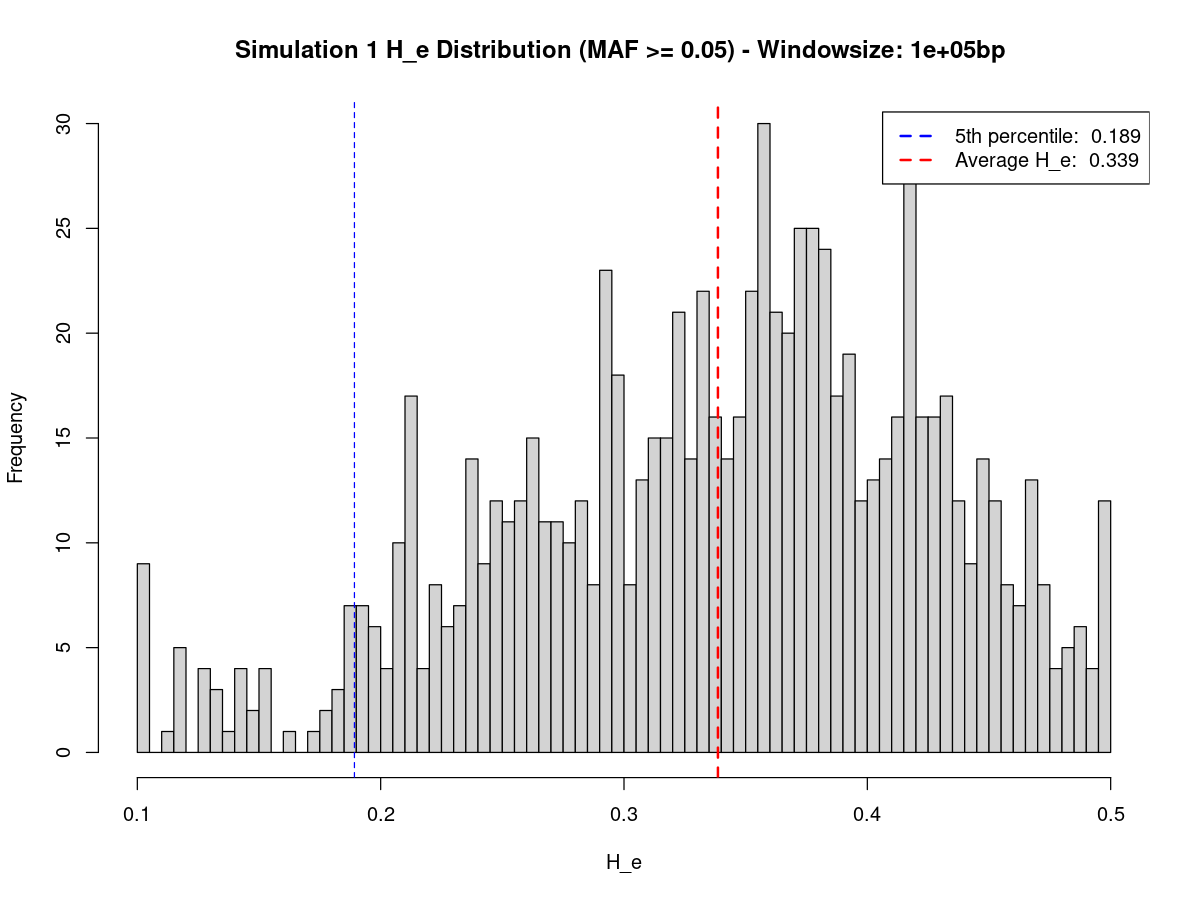 Simulation 1 H_e Distribution (MAF >= 0.05) - Windowsize: 1e+05bp
5th percentile: 0.189
Average H_e: 0.339
30
25
20
15
10
5
0
Frequency
0.1
0.2
0.3
0.4
0.5
H_e